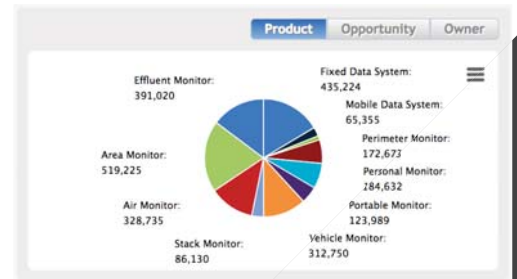 Product Opportunity Owner
Fixed Data System:
435,224
Mobile Data System:
65,355
Perimeter Monitor:
172,673
Personal Monitor:
184,632
Portable Monitor:
123,989
Vehicle Monitor:
312,750
Stack Monitor:
86,130
Air Monitor:
328,735
Area Monitor:
519,225
Effluent Monitor:
391,020